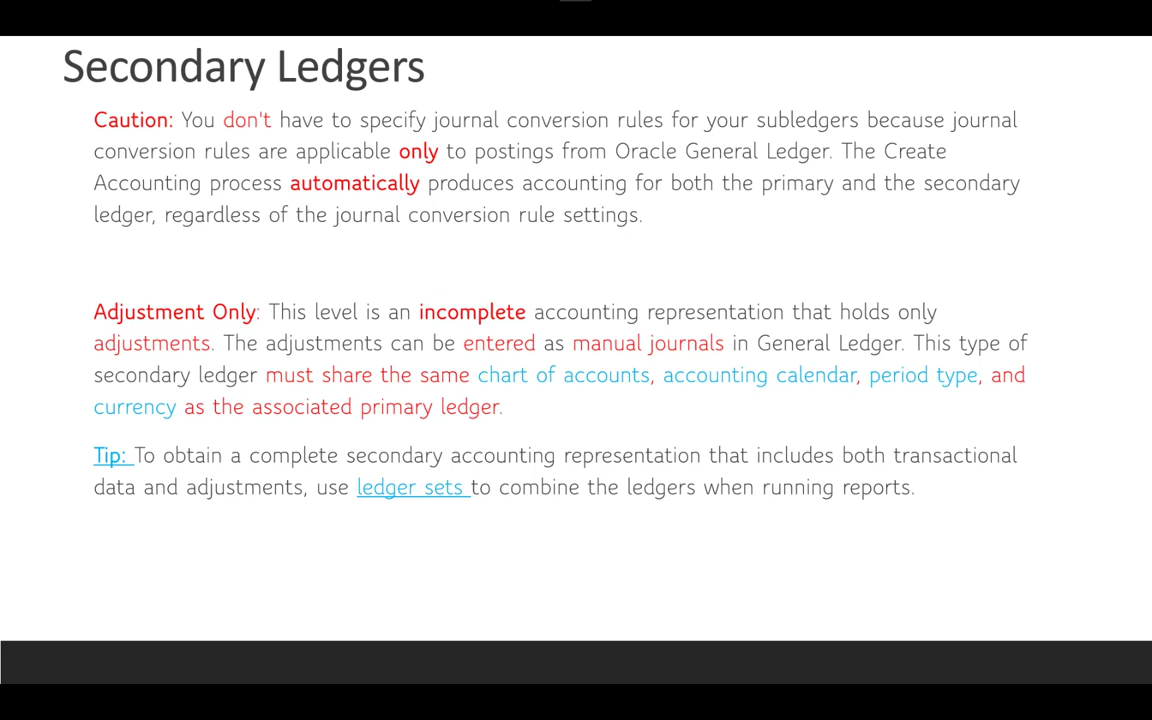 Secondary Ledgers
Caution: You don't have to specify journal conversion rules for your subledgers because journal
conversion rules are applicable only to postings from Oracle General Ledger. The Create
Accounting process automatically produces accounting for both the primary and the secondary
ledger, regardless of the journal conversion rule settings.
Adjustment Only: This level is an incomplete accounting representation that holds only
adjustments. The adjustments can be entered as manual journals in General Ledger. This type of
secondary ledger must share the same chart of accounts, accounting calendar, period type, and
currency as the associated primary ledger.
Tip: To obtain a complete secondary accounting representation that includes both transactional
data and adjustments, use ledger sets to combine the ledgers when running reports.